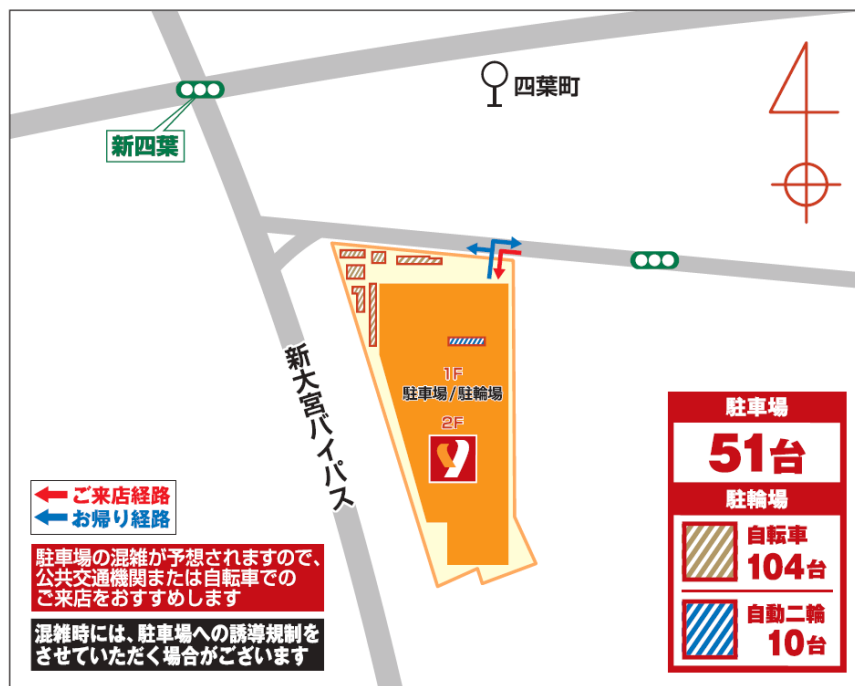 四葉町
新四葉
新大宮バイパス
1F
駐車場/駐輪場
2F
ご来店経路
お帰り経路
駐車場の混雑が予想されますので、
公共交通機関または自転車での
ご来店をおすすめします
混雑時には、駐車場への誘導規制を
させていただく場合がございます
駐車場
51台
駐輪場
自転車
104台
自動二輪
10台